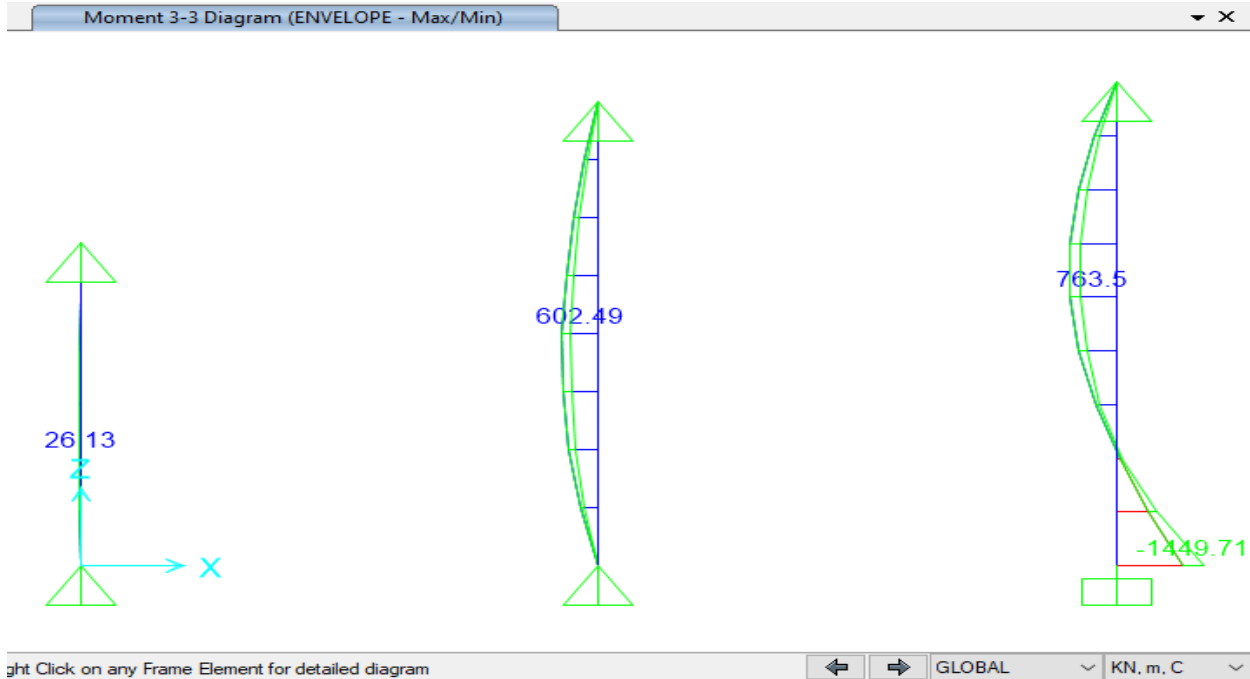 Moment 3-3 Diagram (ENVELOPE - Max/Min)
763.5
602.49
26.13
Z
-1449.71
X
ght Click on any Frame Element for detailed diagram
GLOBAL
KN, m, C